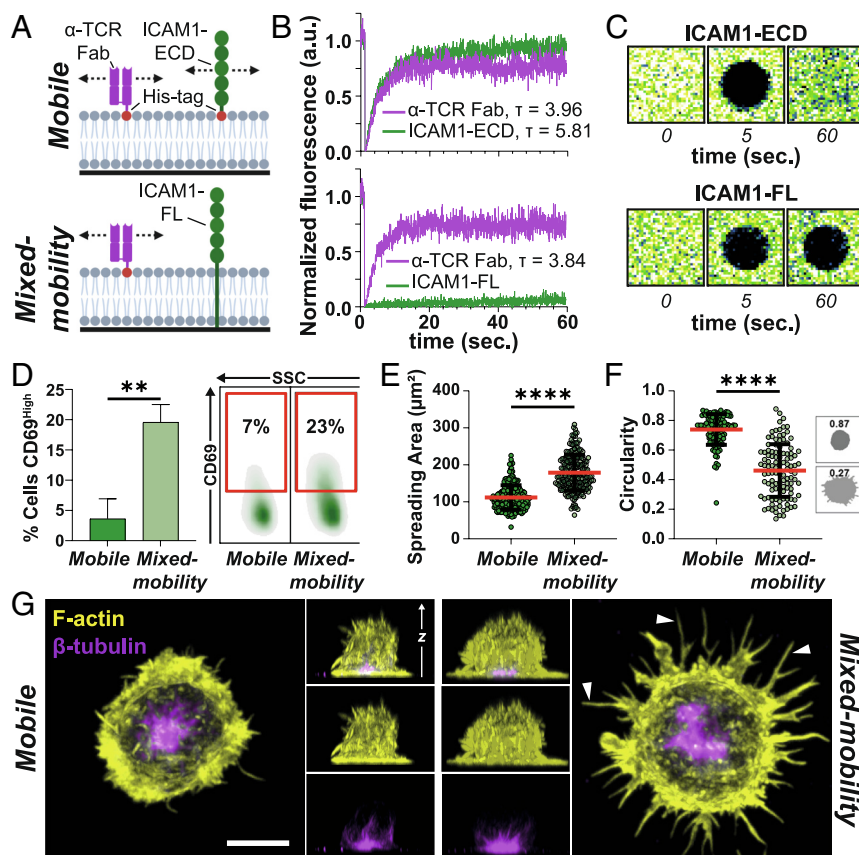 A
α-TCR
Fab
ICAM1-
ECD
His-tag
Mobile
ICAM1-
FL
Mixed-
mobility
B
Normalized fluorescence (a.u.)
1.0
0.5
0.0
α-TCR Fab, τ = 3.96
ICAM1-ECD, τ = 5.81
1.0
0.5
0.0
α-TCR Fab, τ = 3.84
ICAM1-FL
0 20 40 60
time (sec.)
C
ICAM1-ECD
0 5 60
time (sec.)
ICAM1-FL
0 5 60
time (sec.)
D
% Cells CD69High
25
20
15
10
5
0
**
Mobile
Mixed-
mobility
SSC
CD69
7% 23%
Mobile
Mixed-
mobility
E
Spreading Area (µm²)
400
300
200
100
0
****
Mobile
Mixed-
mobility
F
Circularity
1.0
0.8
0.6
0.4
0.2
0.0
****
0.87
0.27
Mobile
Mixed-
mobility
G
F-actin
β-tubulin
z
Mobile
Mixed-mobility